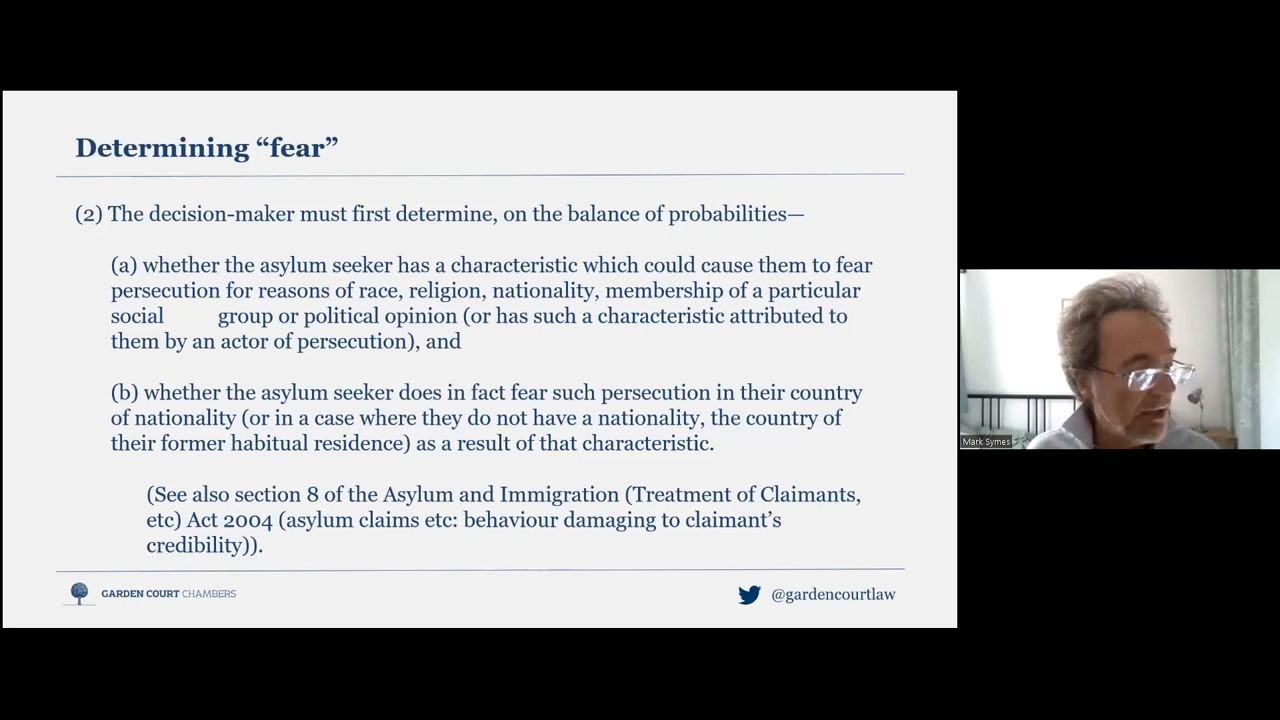 Determining “fear”
(2) The decision-maker must first determine, on the balance of probabilities—
(a) whether the asylum seeker has a characteristic which could cause them to fear
persecution for reasons of race, religion, nationality, membership of a particular
social group or political opinion (or has such a characteristic attributed to
them by an actor of persecution), and
(b) whether the asylum seeker does in fact fear such persecution in their country
of nationality (or in a case where they do not have a nationality, the country of
their former habitual residence) as a result of that characteristic.
(See also section 8 of the Asylum and Immigration (Treatment of Claimants,
etc) Act 2004 (asylum claims etc: behaviour damaging to claimant’s
credibility)).
GARDEN COURT CHAMBERS
@gardencourtlaw
Mark Symes